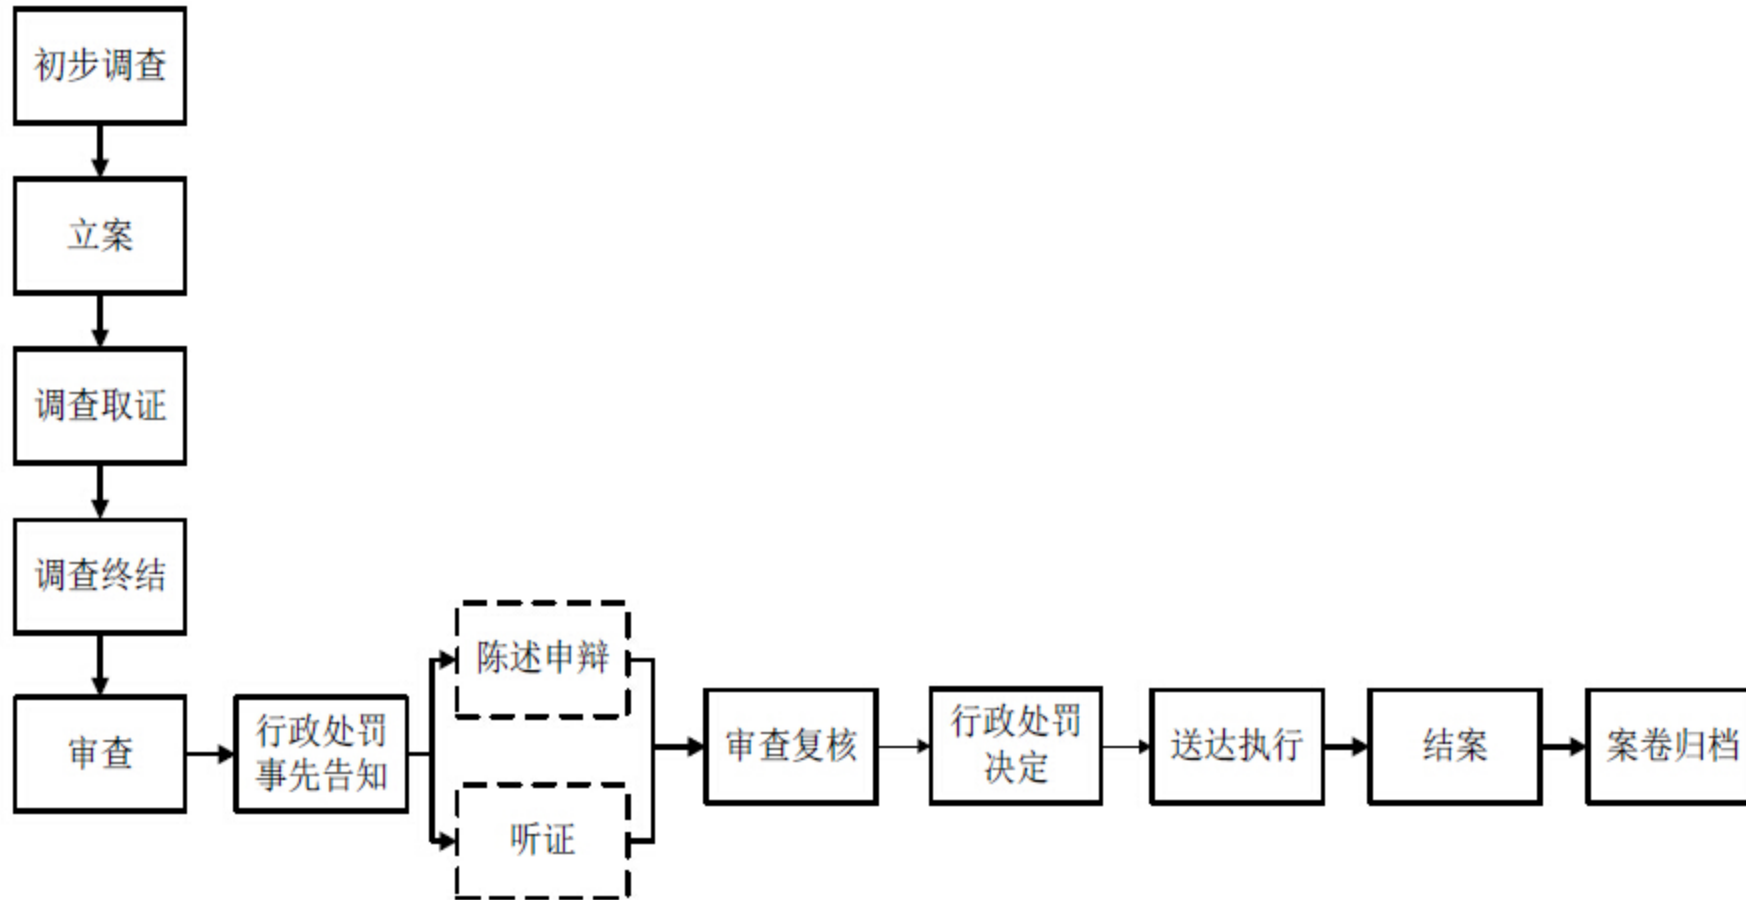 初步调查
立案
调查取证
调查终结
审查
行政处罚
事先告知
陈述申辩
听证
审查复核
行政处罚
决定
送达执行
结案
案卷归档